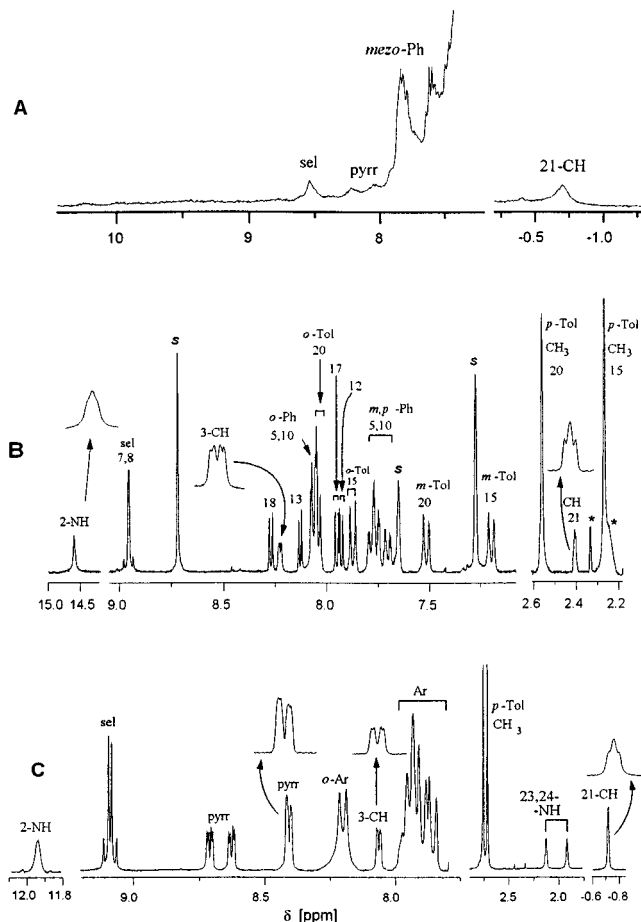 A
mezo-Ph
sel
pyrr
21-CH
10 9 8 -0.5 -1.0
B
s
o-Tol
20
17
12
o-Ph
5,10
m,p -Ph
5,10
s
p-Tol
CH3
20
p-Tol
CH3
15
sel
7,8
3-CH
18
13
o-Tol
15
s
m-Tol
20
m-Tol
15
2-NH
CH
21
*
*
15.0 14.5 9.0 8.5 8.0 7.5 2.6 2.4 2.2
C
sel
Ar
p-Tol
CH3
2-NH
pyrr
pyrr
o-Ar
3-CH
23,24-
-NH
21-CH
12.0 11.8 9.0 8.5 8.0 2.5 2.0 -0.6 -0.8
δ [ppm]